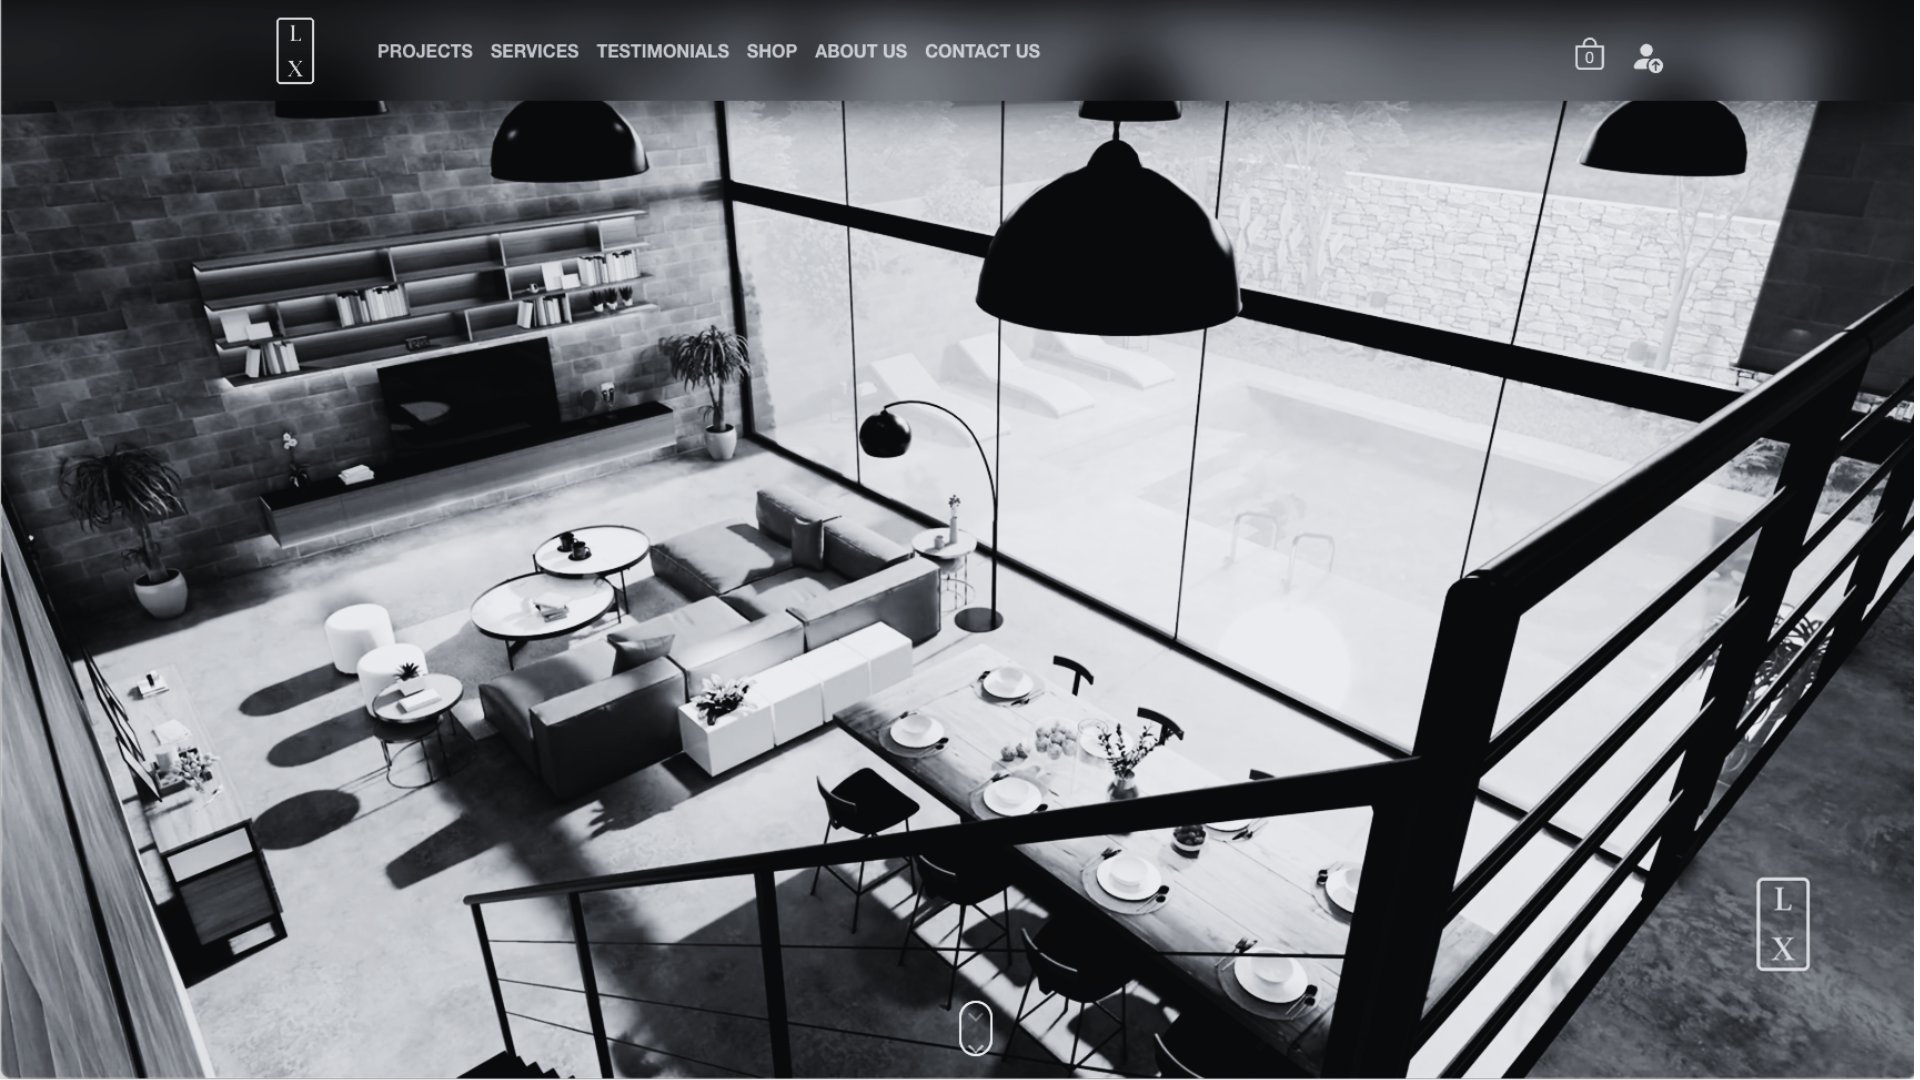 L
X
PROJECTS SERVICES TESTIMONIALS SHOP ABOUT US CONTACT US
0
L
X